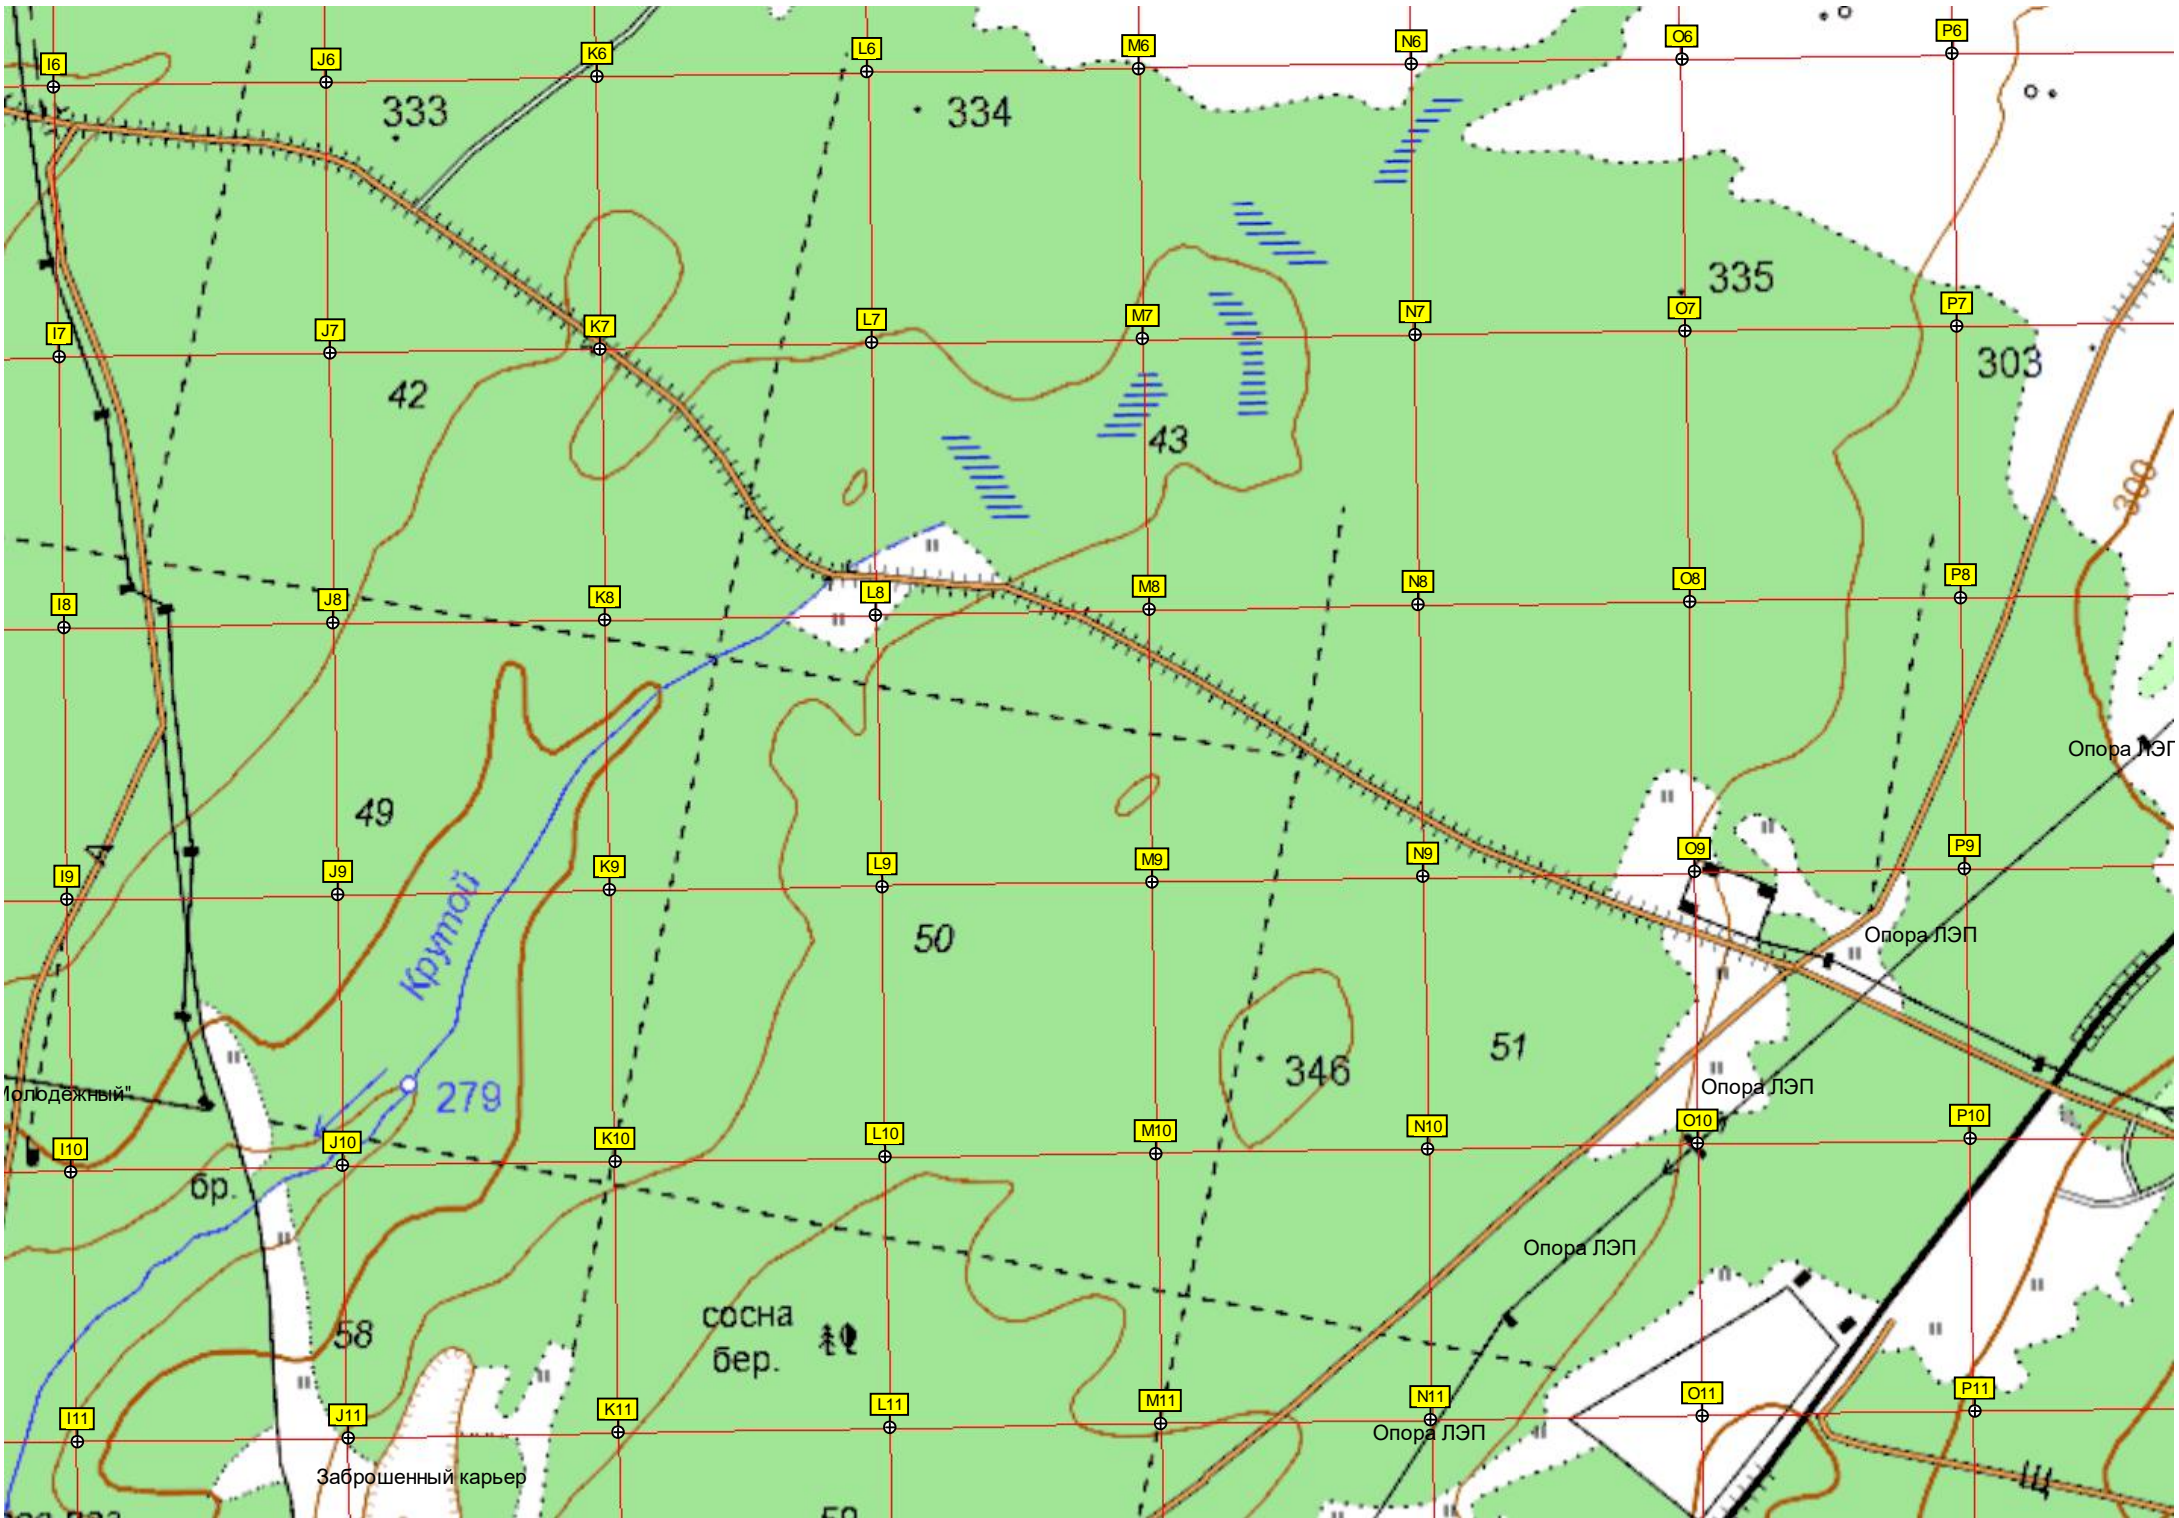 I6
J6
K6
L6
M6
N6
O6
P6
333
334
335
I7
J7
K7
L7
M7
N7
O7
P7
303
42
43
300
I8
J8
K8
L8
M8
N8
O8
P8
Опора ЛЭП
49
А
I9
J9
K9
L9
M9
N9
O9
P9
Крутой
50
Опора ЛЭП
51
346
279
Молодежный"
Опора ЛЭП
I10
J10
K10
L10
M10
N10
O10
P10
бр.
Опора ЛЭП
сосна
бер.
58
I11
J11
K11
L11
M11
N11
O11
P11
Опора ЛЭП
Заброшенный карьер
Щ
59